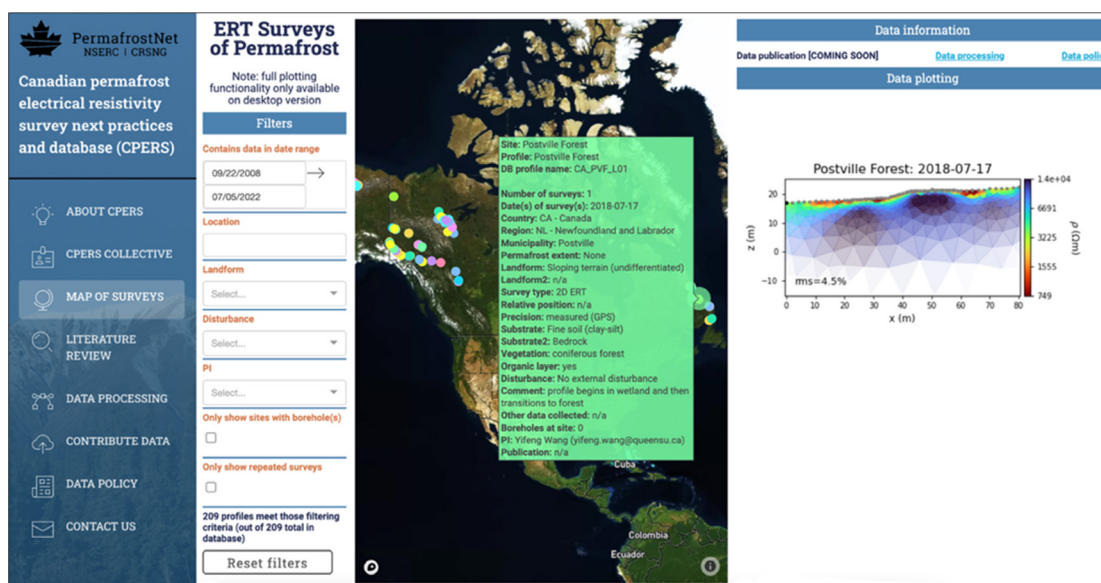 PermafrostNet
NSERC | CRSNG
Canadian permafrost
electrical resistivity
survey next practices
and database (CPERS)
ABOUT CPERS
CPERS COLLECTIVE
MAP OF SURVEYS
LITERATURE
REVIEW
DATA PROCESSING
CONTRIBUTE DATA
DATA POLICY
CONTACT US
ERT Surveys
of Permafrost
Note: full plotting
functionality only available
on desktop version
Filters
Contains data in date range
09/22/2008 →
07/05/2022
Location
Landform
Select...
Disturbance
Select...
PI
Select...
Only show sites with borehole(s)
Only show repeated surveys
209 profiles meet those filtering
criteria (out of 209 total in
database)
Reset filters
Site: Postville Forest
Profile: Postville Forest
DB profile name: CA_PVF_L01
Number of surveys: 1
Date(s) of survey(s): 2018-07-17
Country: CA - Canada
Region: NL - Newfoundland and Labrador
Municipality: Postville
Permafrost extent: None
Landform: Sloping terrain (undifferentiated)
Landform2: n/a
Survey type: 2D ERT
Relative position: n/a
Precision: measured (GPS)
Substrate: Fine soil (clay-silt)
Substrate2: Bedrock
Vegetation: coniferous forest
Organic layer: yes
Disturbance: No external disturbance
Comment: profile begins in wetland and then
transitions to forest
Other data collected: n/a
Boreholes at site: 0
PI: Yifeng Wang (yifeng.wang@queensu.ca)
Publication: n/a
Cuba
Colombia
Ecuador
Data information
Data publication [COMING SOON] Data processing Data poli
Data plotting
Postville Forest: 2018-07-17
20
10
0
−10
z (m)
rms=4.5%
0 10 20 30 40 50 60 70 80
x (m)
1.4e+04
6691
3225
1555
749
ρ (Ωm)